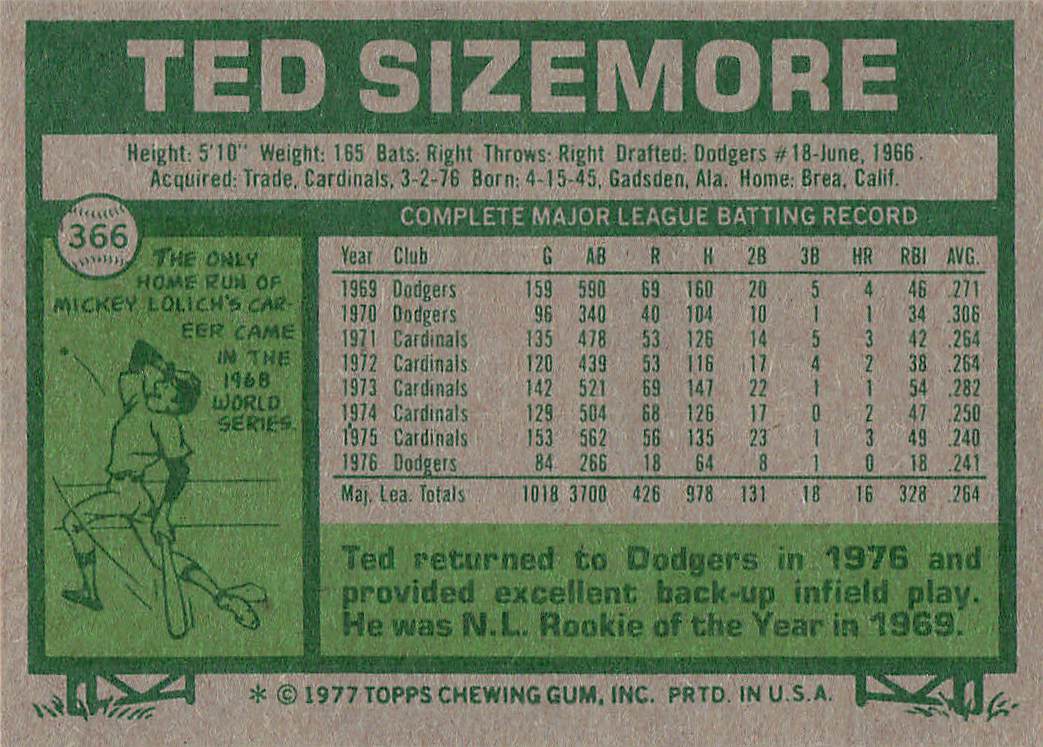 TED SIZEMORE
Height: 5'10" Weight: 165 Bats: Right Throws: Right Drafted: Dodgers #18-June, 1966.
Acquired: Trade, Cardinals, 3-2-76 Born: 4-15-45, Gadsden, Ala. Home: Brea, Calif.
366
THE ONLY
HOME RUN OF
MICKEY LOLICH'S CAR-
EER CAME
IN THE
1968
WORLD
SERIES.
COMPLETE MAJOR LEAGUE BATTING RECORD
Year Club G AB R H 2B 3B HR RBI AVG.
1969 Dodgers 159 590 69 160 20 5 4 46 .271
1970 Dodgers 96 340 40 104 10 1 1 34 .306
1971 Cardinals 135 478 53 126 14 5 3 42 .264
1972 Cardinals 120 439 53 116 17 4 2 38 .264
1973 Cardinals 142 521 69 147 22 1 1 54 .282
1974 Cardinals 129 504 68 126 17 0 2 47 .250
1975 Cardinals 153 562 56 135 23 1 3 49 .240
1976 Dodgers 84 266 18 64 8 1 0 18 .241
Maj. Lea. Totals 1018 3700 426 978 131 18 16 328 .264
Ted returned to Dodgers in 1976 and
provided excellent back-up infield play.
He was N.L. Rookie of the Year in 1969.
* © 1977 TOPPS CHEWING GUM, INC. PRTD. IN U.S.A.